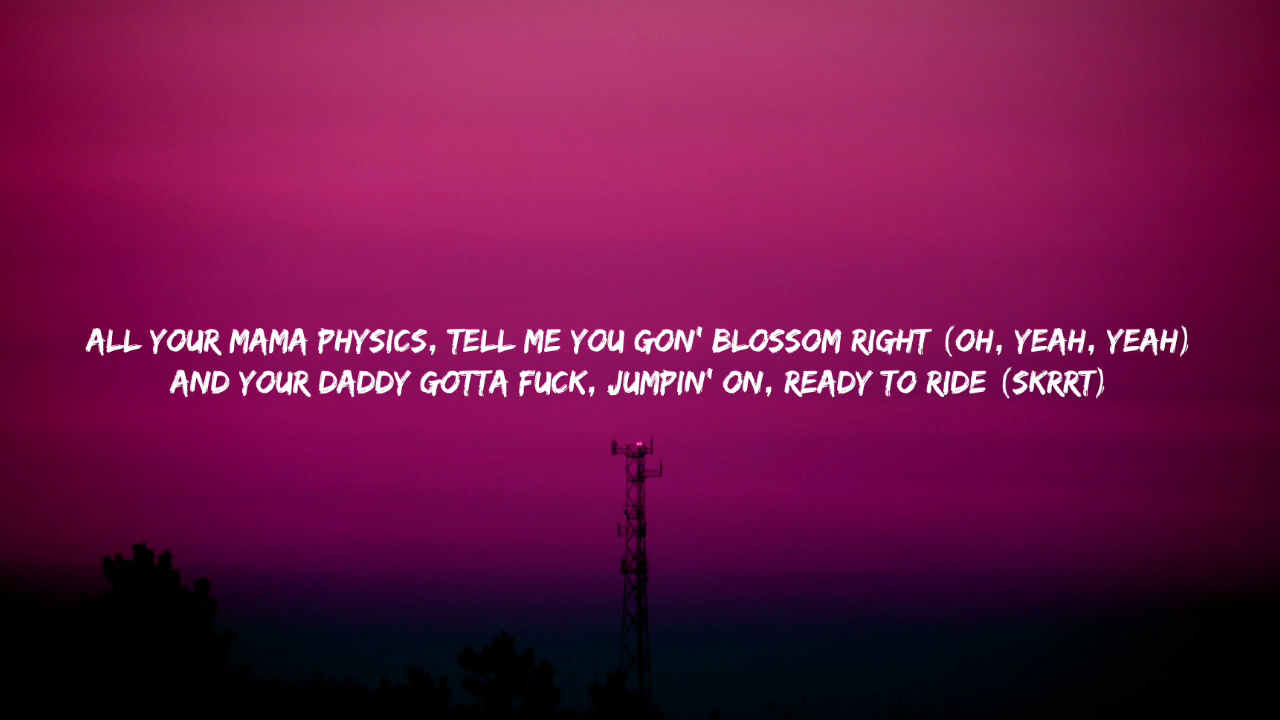 ALL YOUR MAMA PHYSICS, TELL ME YOU GON' BLOSSOM RIGHT (OH, YEAH, YEAH)
AND YOUR DADDY GOTTA FUCK, JUMPIN' ON, READY TO RIDE (SKRRT)